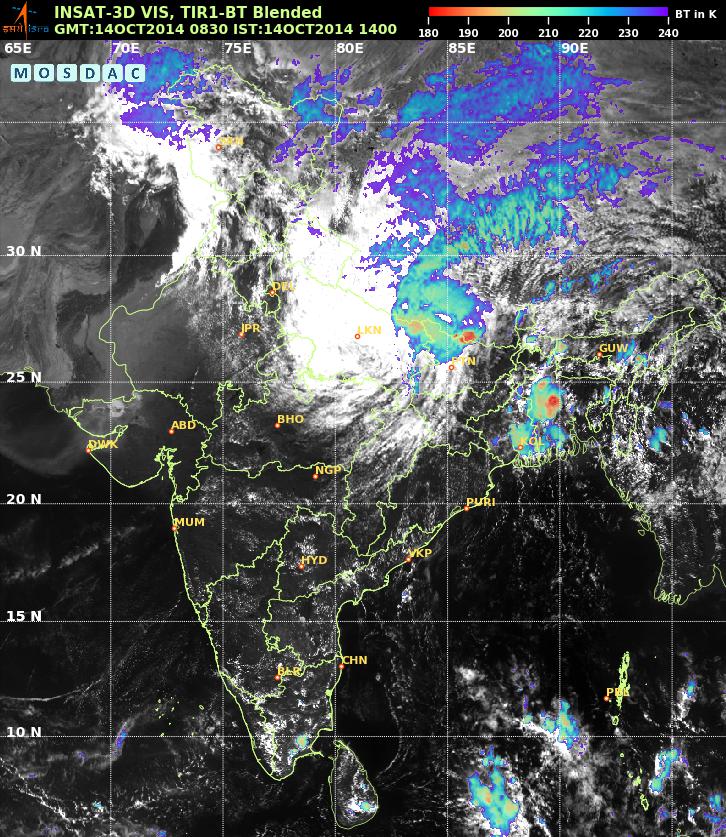 INSAT-3D VIS, TIR1-BT Blended
GMT:14OCT2014 0830 IST:14OCT2014 1400
BT in K
180 190 200 210 220 230 240
65E 70E 75E 80E 85E 90E
MOSDAC
30 N
DEL
JPR
LKN
PTN
GUW
25 N
ABD
BHO
DWK
KOL
NGP
20 N
PURI
MUM
VKP
HYD
15 N
CHN
BLR
PBL
10 N